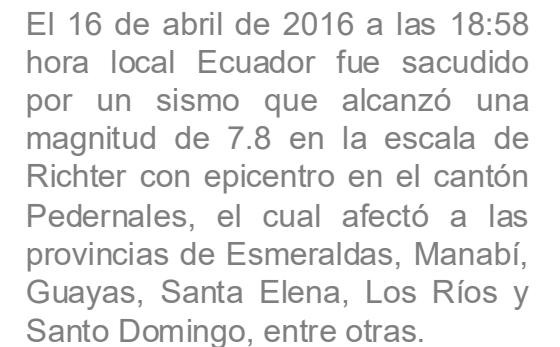 El 16 de abril de 2016 a las 18:58
hora local Ecuador fue sacudido
por un sismo que alcanzó una
magnitud de 7.8 en la escala de
Richter con epicentro en el cantón
Pedernales, el cual afectó a las
provincias de Esmeraldas, Manabí,
Guayas, Santa Elena, Los Ríos y
Santo Domingo, entre otras.